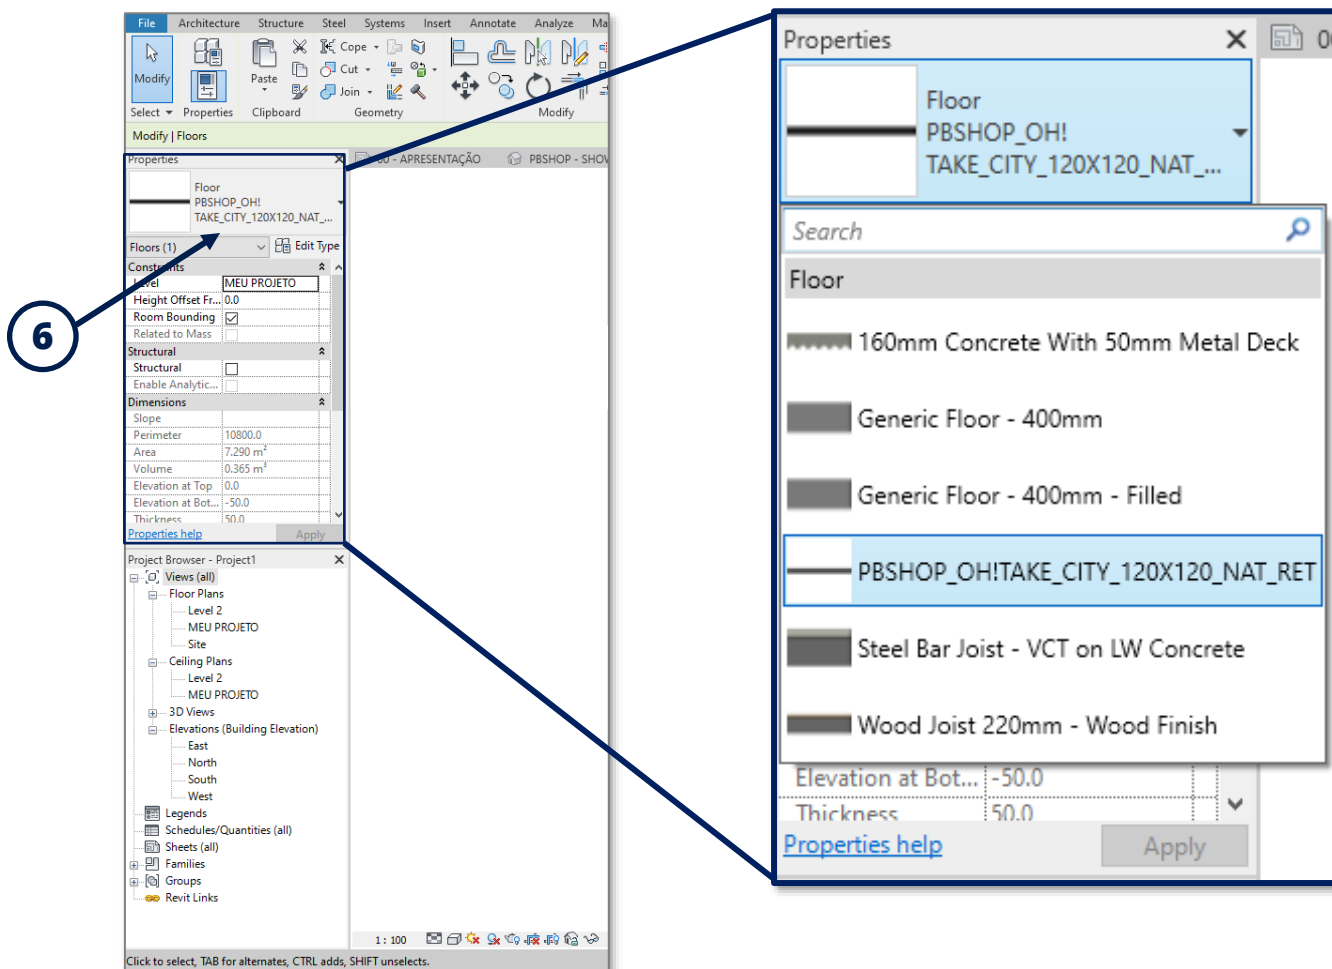 File Architecture Structure Steel Systems Insert Annotate Analyze Ma
Modify
Paste
Cope
Cut
Join
Select Properties Clipboard Geometry Modify
Modify | Floors
Properties
00 - APRESENTAÇÃO PBSHOP - SHOW
Floor
PBSHOP_OH!
TAKE_CITY_120X120_NAT_...
Floors (1) Edit Type
Constraints
Level MEU PROJETO
Height Offset Fr... 0.0
Room Bounding
Related to Mass
Structural
Structural
Enable Analytic...
Dimensions
Slope
Perimeter 10800.0
Area 7.290 m²
Volume 0.365 m³
Elevation at Top 0.0
Elevation at Bot... -50.0
Thickness 50.0
Properties help Apply
6
Project Browser - Project1
Views (all)
Floor Plans
Level 2
MEU PROJETO
Site
Ceiling Plans
Level 2
MEU PROJETO
3D Views
Elevations (Building Elevation)
East
North
South
West
Legends
Schedules/Quantities (all)
Sheets (all)
Families
Groups
Revit Links
1 : 100
Click to select, TAB for alternates, CTRL adds, SHIFT unselects.
Properties
Floor
PBSHOP_OH!
TAKE_CITY_120X120_NAT_...
Search
Floor
160mm Concrete With 50mm Metal Deck
Generic Floor - 400mm
Generic Floor - 400mm - Filled
PBSHOP_OH!TAKE_CITY_120X120_NAT_RET
Steel Bar Joist - VCT on LW Concrete
Wood Joist 220mm - Wood Finish
Elevation at Bot... -50.0
Thickness 50.0
Properties help Apply